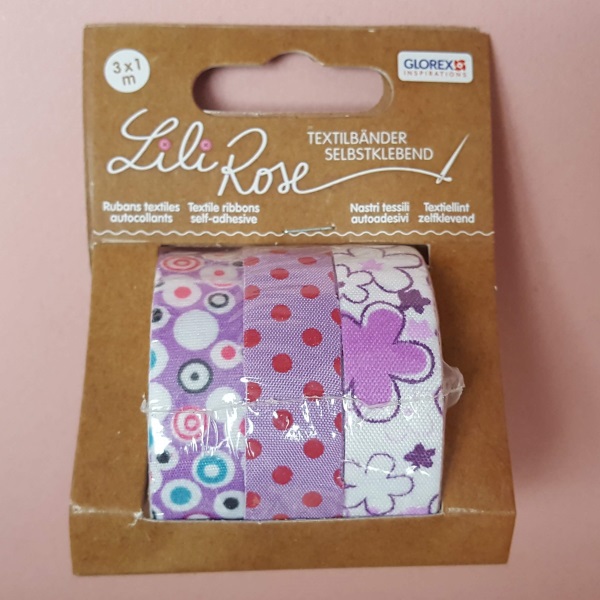 3 x 1
m
GLOREX
INSPIRATIONS
Lili Rose
TEXTILBÄNDER
SELBSTKLEBEND
Rubans textiles
autocollants
Textile ribbons
self-adhesive
Nastri tessili
autoadesivi
Textiellint
zelfklevend